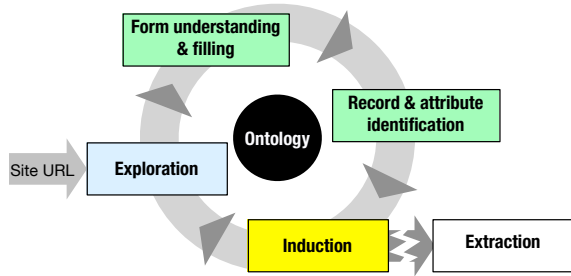 Form understanding
& filling
Record & attribute
identification
Ontology
Site URL
Exploration
Induction
Extraction